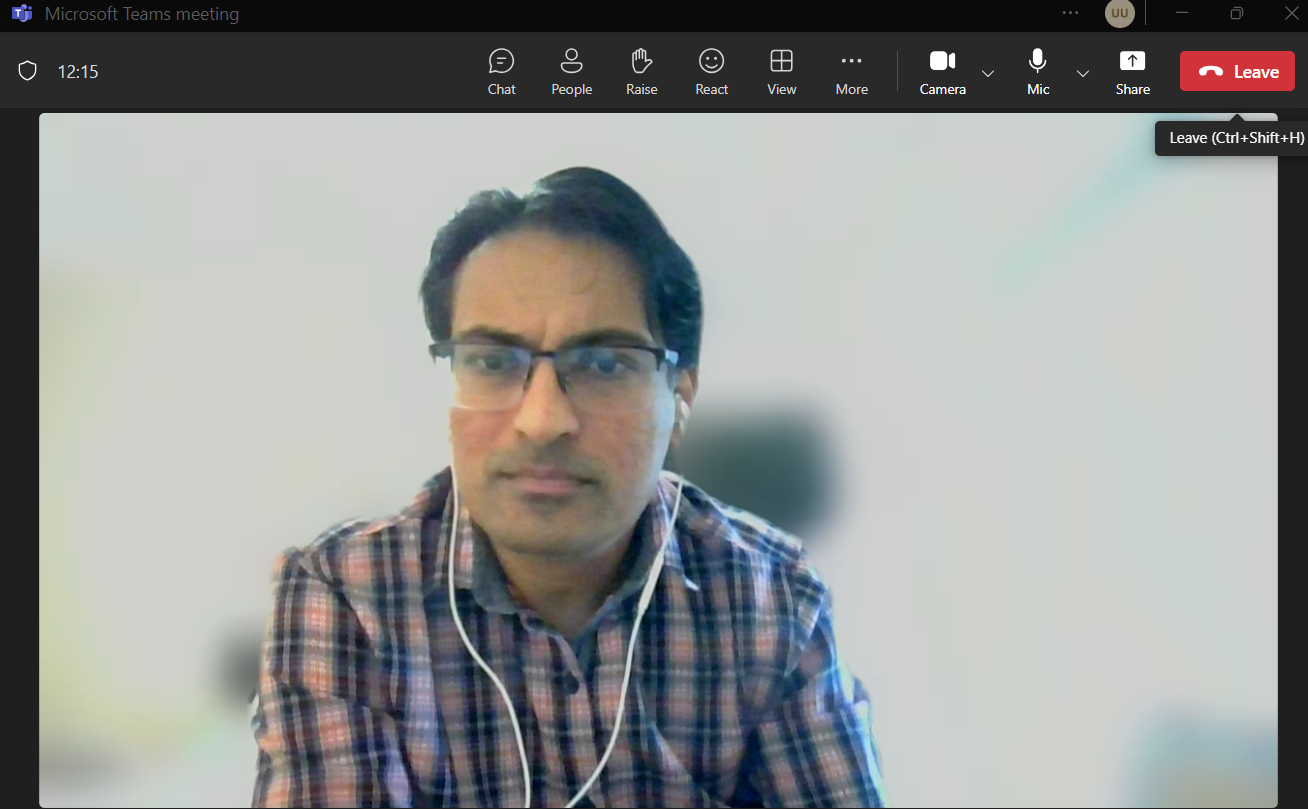 Microsoft Teams meeting
UU
12:15
Chat People Raise React View More Camera Mic Share Leave
Leave (Ctrl+Shift+H)